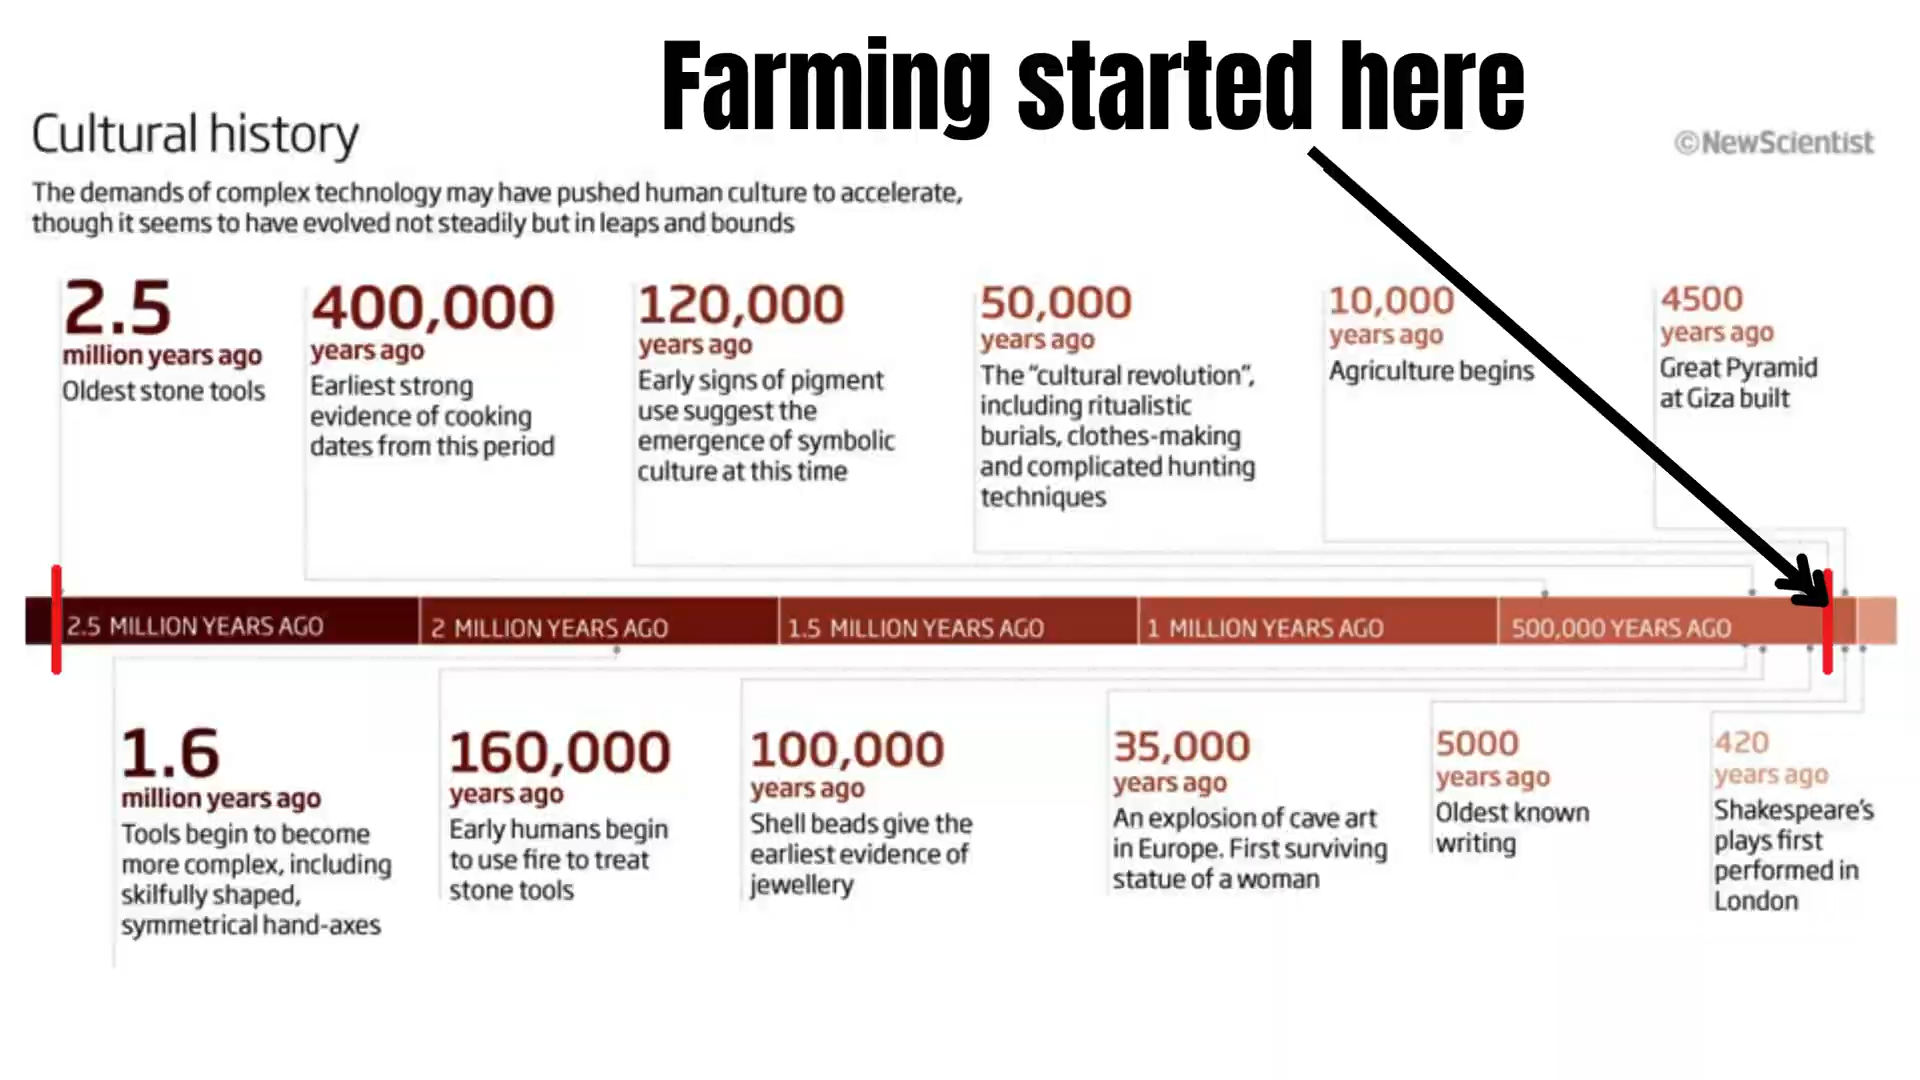 Farming started here
Cultural history
©NewScientist
The demands of complex technology may have pushed human culture to accelerate,
though it seems to have evolved not steadily but in leaps and bounds
2.5
million years ago
Oldest stone tools
400,000
years ago
Earliest strong
evidence of cooking
dates from this period
120,000
years ago
Early signs of pigment
use suggest the
emergence of symbolic
culture at this time
50,000
years ago
The “cultural revolution”,
including ritualistic
burials, clothes-making
and complicated hunting
techniques
10,000
years ago
Agriculture begins
4500
years ago
Great Pyramid
at Giza built
2.5 MILLION YEARS AGO
2 MILLION YEARS AGO
1.5 MILLION YEARS AGO
1 MILLION YEARS AGO
500,000 YEARS AGO
1.6
million years ago
Tools begin to become
more complex, including
skilfully shaped,
symmetrical hand-axes
160,000
years ago
Early humans begin
to use fire to treat
stone tools
100,000
years ago
Shell beads give the
earliest evidence of
jewellery
35,000
years ago
An explosion of cave art
in Europe. First surviving
statue of a woman
5000
years ago
Oldest known
writing
420
years ago
Shakespeare's
plays first
performed in
London